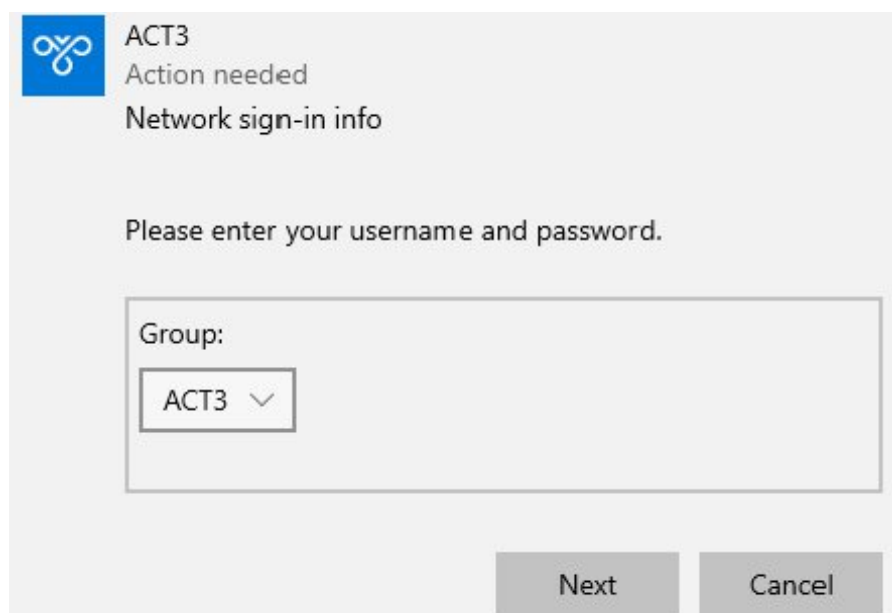 ACT3
Action needed
Network sign-in info
Please enter your username and password.
Group:
ACT3
Next
Cancel